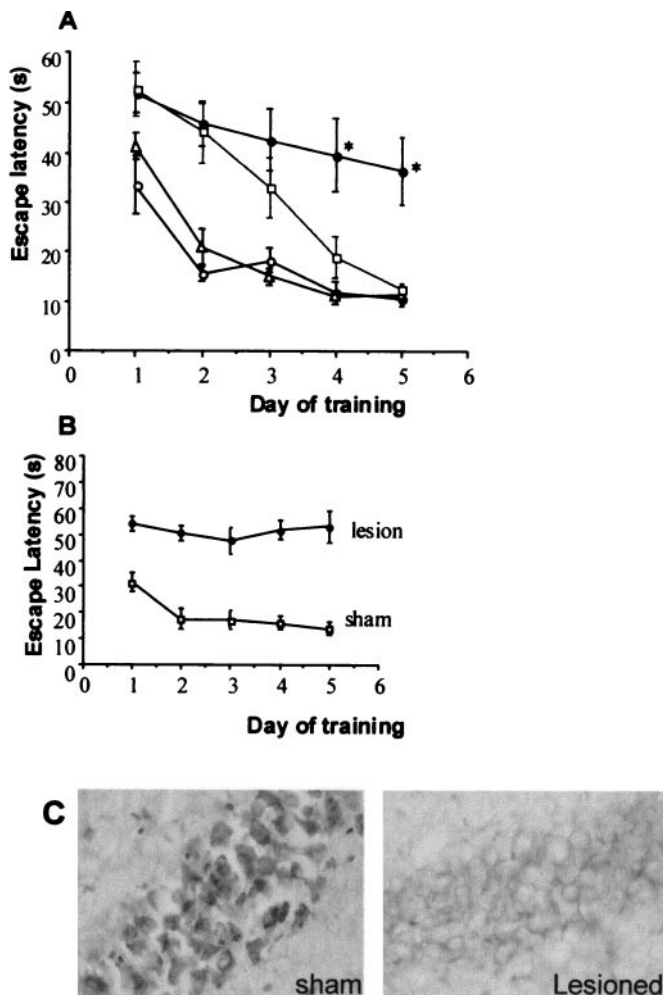 A
Escape latency (s)
60
50
40
30
20
10
0
0 1 2 3 4 5 6
*
*
Day of training
B
Escape Latency (s)
80
70
60
50
40
30
20
10
0
0 1 2 3 4 5 6
lesion
sham
Day of training
C
sham
Lesioned